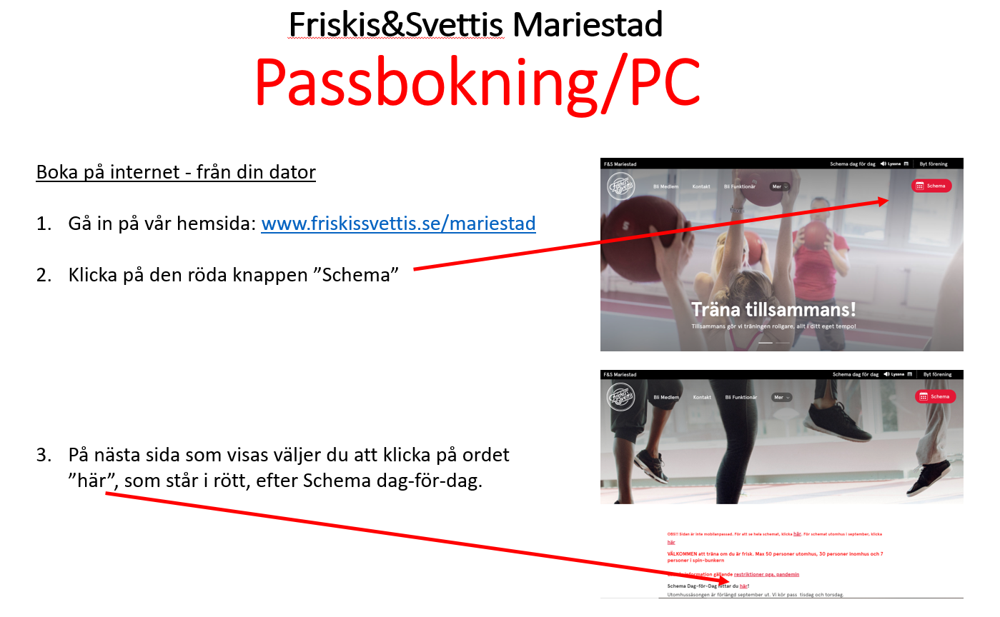 Friskis&Svettis Mariestad
Passbokning/PC
Boka på internet - från din dator
1. Gå in på vår hemsida: www.friskissvettis.se/mariestad
2. Klicka på den röda knappen ”Schema”
3. På nästa sida som visas väljer du att klicka på ordet
”här”, som står i rött, efter Schema dag-för-dag.
F&S Mariestad Schema dag för dag Lyssna Byt förening
Friskis Svettis Bli Medlem Kontakt Bli Funktionär Mer Schema
Träna tillsammans!
Tillsammans gör vi träningen roligare, allt i ditt eget tempo!
F&S Mariestad Schema dag för dag Lyssna Byt förening
Friskis Svettis Bli Medlem Kontakt Bli Funktionär Mer Schema
OBS!! Sidan är inte mobilanpassad. För att se hela schemat, klicka här. För schemat utomhus i september, klicka
här
VÄLKOMMEN att träna om du är frisk. Max 50 personer utomhus, 30 personer inomhus och 7
personer i spin-bunkern
information gällande restriktioner pga. pandemin
Schema Dag-för-Dag hittar du här!
Utomhussäsongen är förlängd september ut. Vi kör pass tisdag och torsdag.